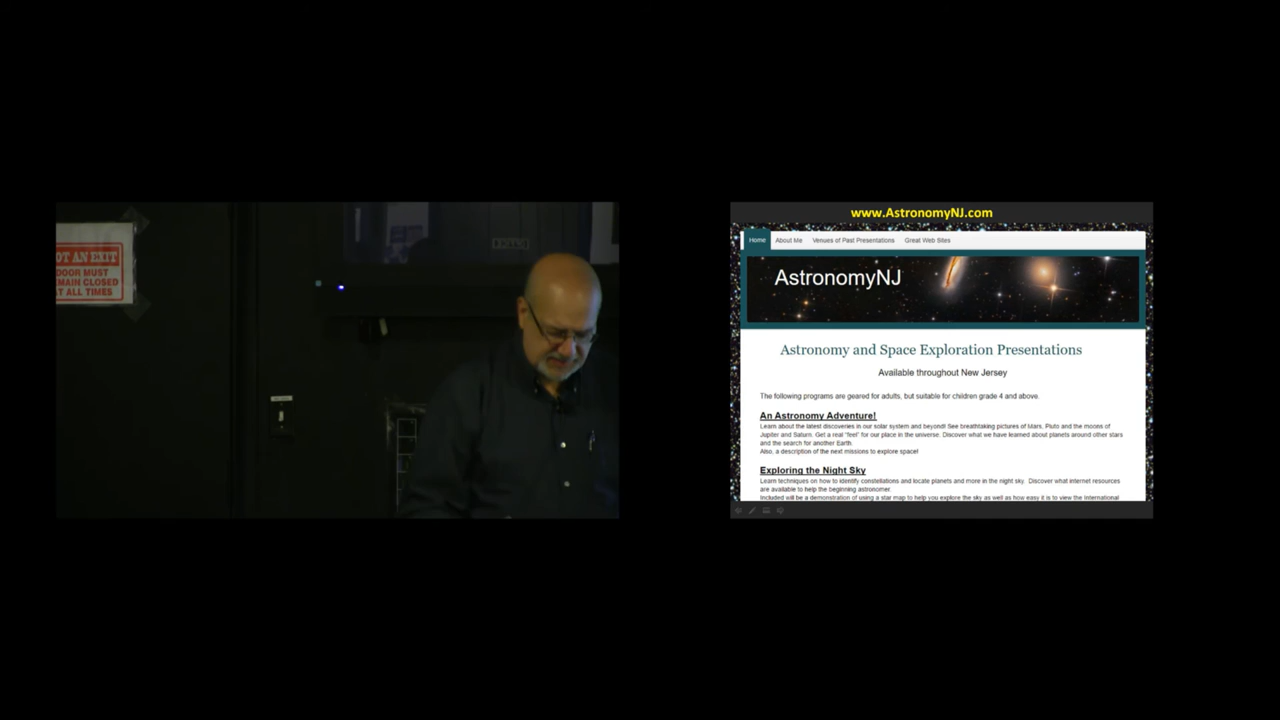 OT AN EXIT
DOOR MUST
MAIN CLOSED
AT ALL TIMES
www.AstronomyNJ.com
Home About Me Venues of Past Presentations Great Web Sites
AstronomyNJ
Astronomy and Space Exploration Presentations
Available throughout New Jersey
The following programs are geared for adults, but suitable for children grade 4 and above.
An Astronomy Adventure!
Learn about the latest discoveries in our solar system and beyond! See breathtaking pictures of Mars, Pluto and the moons of
Jupiter and Saturn. Get a real "feel" for our place in the universe. Discover what we have learned about planets around other stars
and the search for another Earth.
Also, a description of the next missions to explore space!
Exploring the Night Sky
Learn techniques on how to identify constellations and locate planets and more in the night sky. Discover what internet resources
are available to help the beginning astronomer.
Included will be a demonstration of using a star map to help you explore the sky as well as how easy it is to view the International